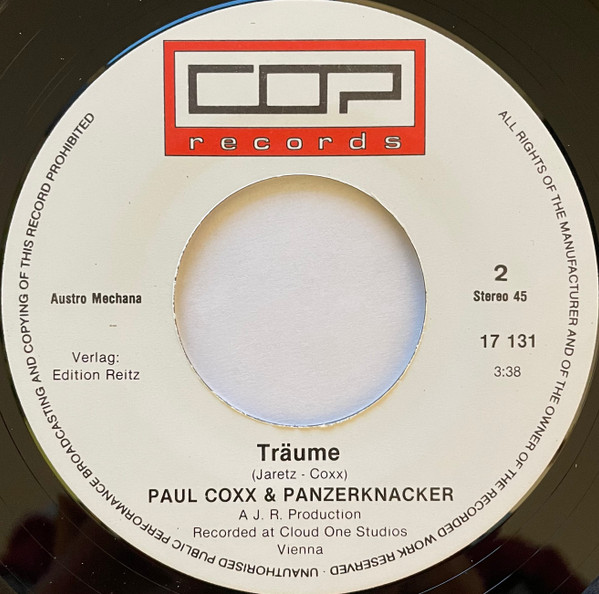 COP
records
ALL RIGHTS OF THE MANUFACTURER AND OF THE OWNER OF THE RECORDED WORK RESERVED - UNAUTHORISED PUBLIC PERFORMANCE BROADCASTING AND COPYING OF THIS RECORD PROHIBITED
Austro Mechana
Verlag:
Edition Reitz
2
Stereo 45
17 131
3:38
Träume
(Jaretz - Coxx)
PAUL COXX & PANZERKNACKER
A J. R. Production
Recorded at Cloud One Studios
Vienna